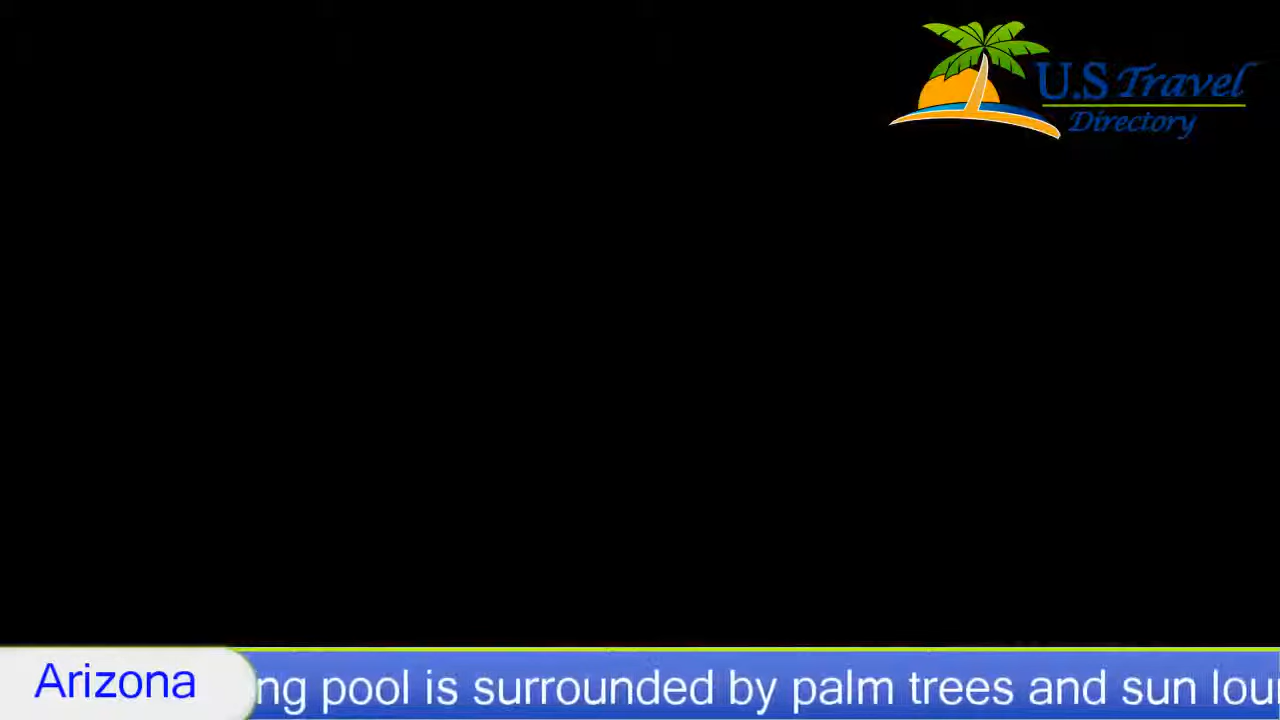 U.S Travel
Directory
Arizona
ng pool is surrounded by palm trees and sun lou